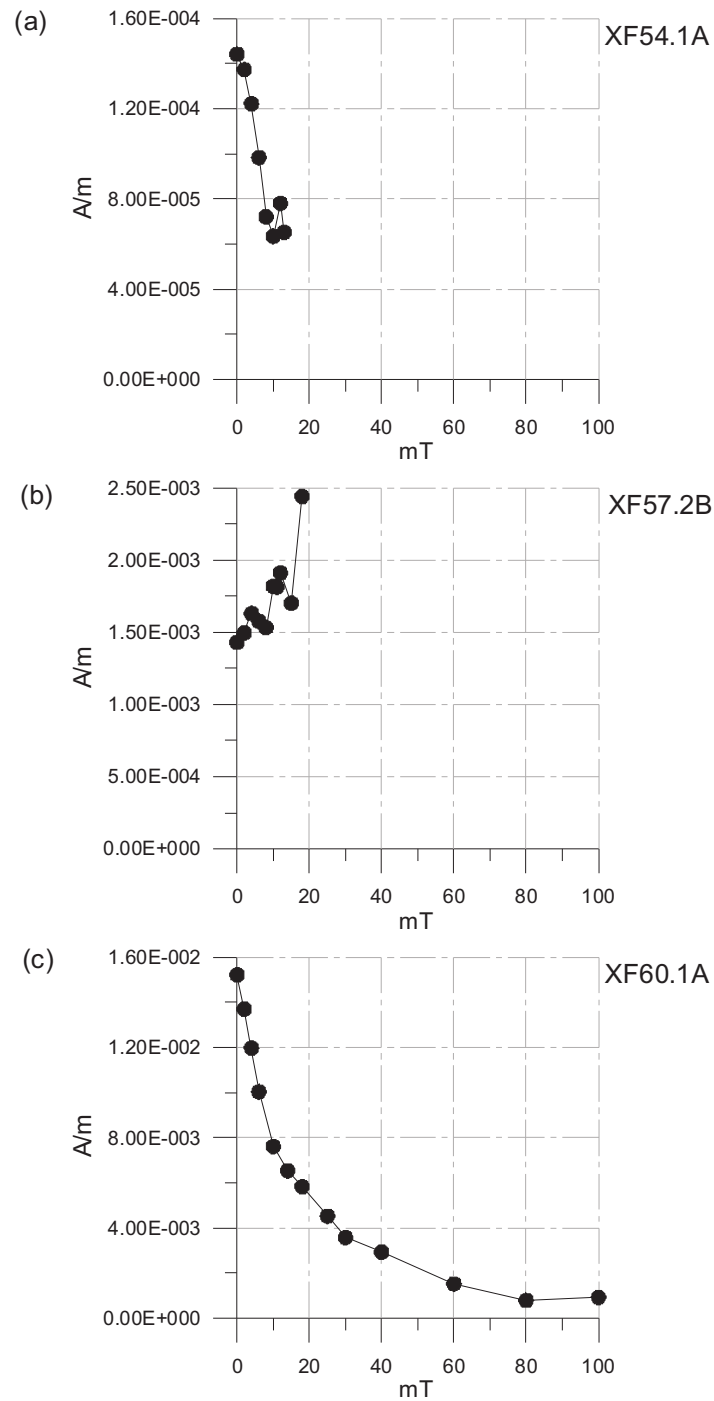 (a)
XF54.1A
1.60E-004
1.20E-004
8.00E-005
4.00E-005
0.00E+000
A/m
0 20 40 60 80 100
mT
(b)
XF57.2B
2.50E-003
2.00E-003
1.50E-003
1.00E-003
5.00E-004
0.00E+000
A/m
0 20 40 60 80 100
mT
(c)
XF60.1A
1.60E-002
1.20E-002
8.00E-003
4.00E-003
0.00E+000
A/m
0 20 40 60 80 100
mT